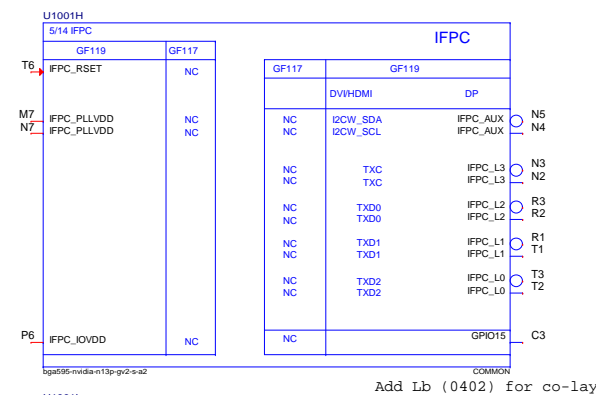 U1001H
5/14 IFPC
IFPC
GF119 GF117
T6 IFPC_RSET NC
GF117 GF119
DVI/HDMI DP
M7 IFPC_PLLVDD NC
N7 IFPC_PLLVDD NC
NC I2CW_SDA IFPC_AUX N5
NC I2CW_SCL IFPC_AUX N4
NC TXC IFPC_L3 N3
NC TXC IFPC_L3 N2
NC TXD0 IFPC_L2 R3
NC TXD0 IFPC_L2 R2
NC TXD1 IFPC_L1 R1
NC TXD1 IFPC_L1 T1
NC TXD2 IFPC_L0 T3
NC TXD2 IFPC_L0 T2
P6 IFPC_IOVDD NC
NC GPIO15 C3
bga595-nvidia-n13p-gv2-s-a2 COMMON
Add Lb (0402) for co-lay